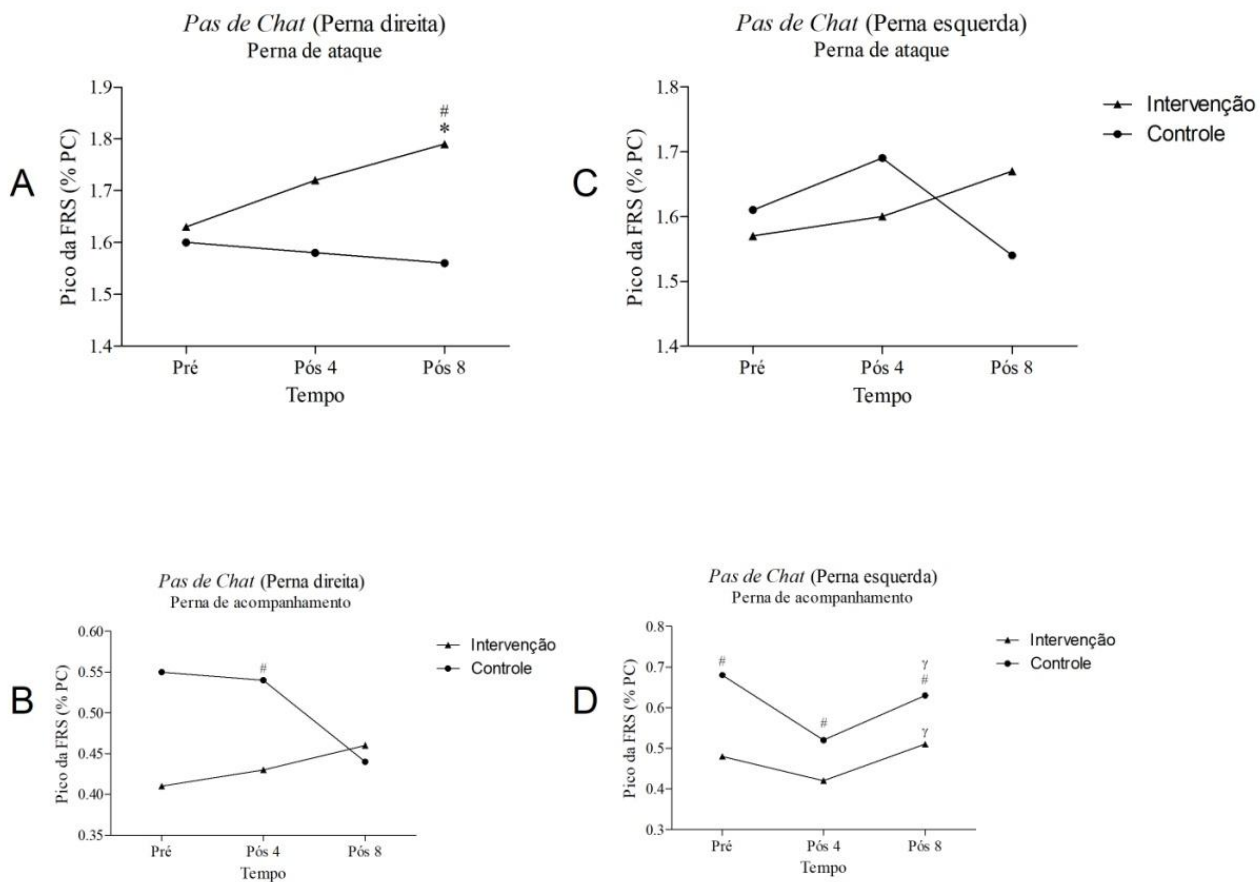 Pas de Chat (Perna direita)
Perna de ataque
A
Pico da FRS (% PC)
1.9
1.8
1.7
1.6
1.5
1.4
#
*
Pré
Pós 4
Pós 8
Tempo
Pas de Chat (Perna esquerda)
Perna de ataque
C
Pico da FRS (% PC)
1.8
1.7
1.6
1.5
1.4
Pré
Pós 4
Pós 8
Tempo
Intervenção
Controle
Pas de Chat (Perna direita)
Perna de acompanhamento
B
Pico da FRS (% PC)
0.60
0.55
0.50
0.45
0.40
0.35
#
Pré
Pós 4
Pós 8
Tempo
Intervenção
Controle
Pas de Chat (Perna esquerda)
Perna de acompanhamento
D
Pico da FRS (% PC)
0.8
0.7
0.6
0.5
0.4
0.3
#
#
γ
#
γ
Pré
Pós 4
Pós 8
Tempo
Intervenção
Controle